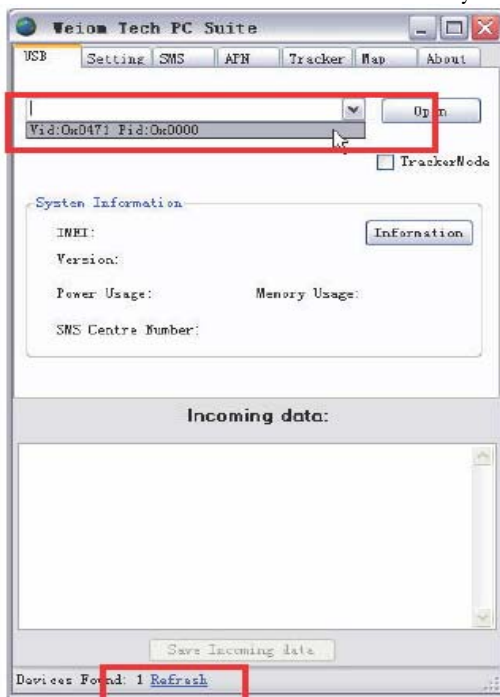 Weiom Tech PC Suite
USB Setting SMS APN Tracker Map About
Open
Vid:0x0471 Pid:0x0000
TrackerMode
System Information
IMEI: Information
Version:
Power Usage: Memory Usage:
SMS Centre Number:
Incoming data:
Save Incoming data
Devices Found: 1 Refresh